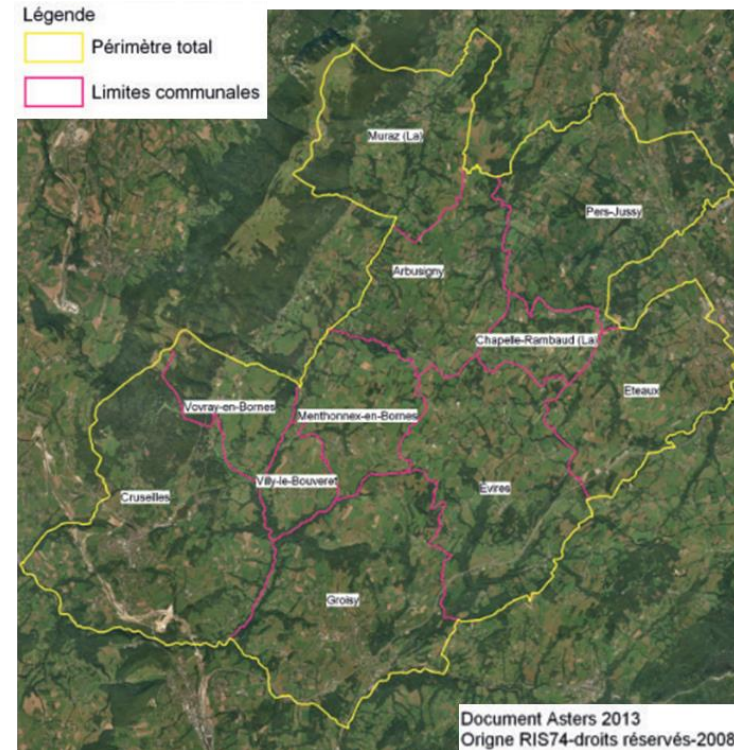 Légende
Périmètre total
Limites communales
Muraz (La)
Pers-Jussy
Arbusigny
Chapelle-Rambaud (La)
Eteaux
Vovray-en-Bornes
Menthonnex-en-Bornes
Villy-le-Bouveret
Cruseilles
Évires
Groisy
Document Asters 2013
Origne RIS74-droits réservés-2008